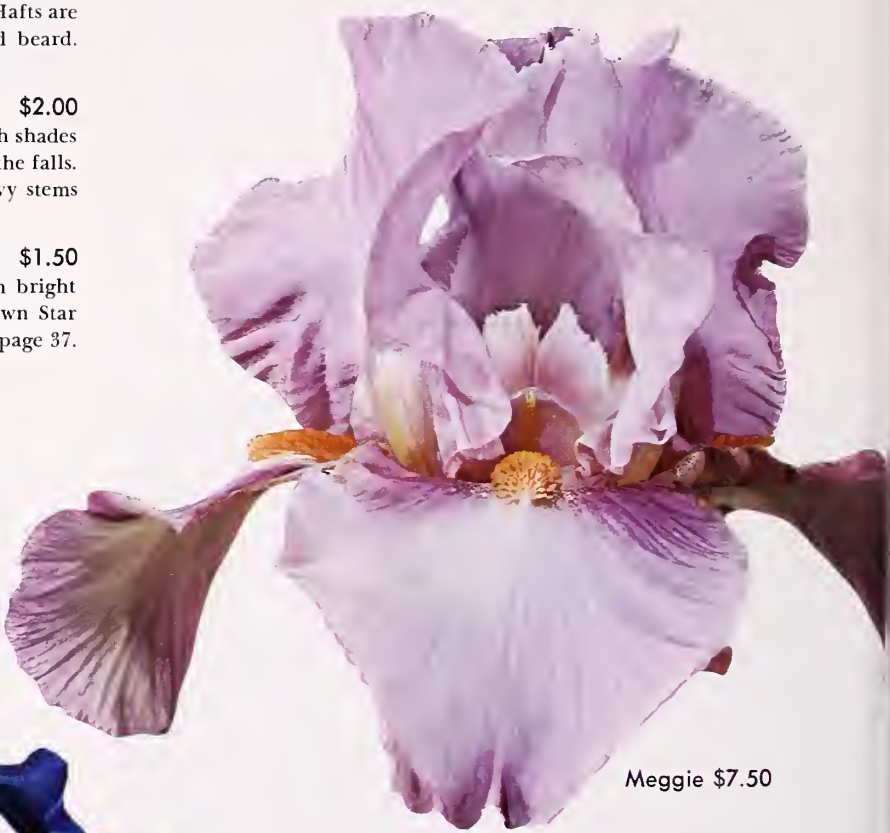 Hafts are
d beard.
$2.00
h shades
he falls.
vy stems
$1.50
n bright
wn Star
page 37.
Meggie $7.50